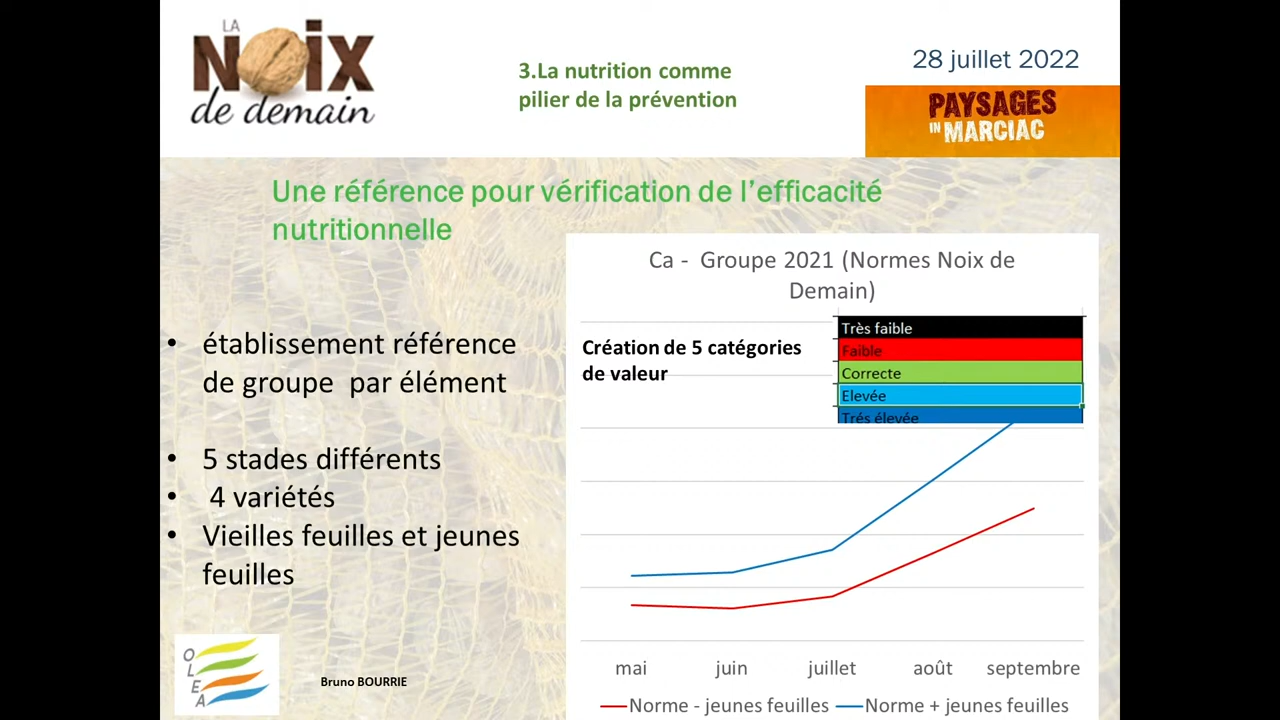 LA
NOIX
de demain
3.La nutrition comme
pilier de la prévention
28 juillet 2022
PAYSAGES
IN MARCIAC
Une référence pour vérification de l’efficacité
nutritionnelle
• établissement référence
de groupe par élément
• 5 stades différents
• 4 variétés
• Vieilles feuilles et jeunes
feuilles
Ca - Groupe 2021 (Normes Noix de
Demain)
Création de 5 catégories
de valeur
Très faible
Faible
Correcte
Elevée
Trés élevée
mai juin juillet août septembre
Norme - jeunes feuilles Norme + jeunes feuilles
OLEA
Bruno BOURRIE